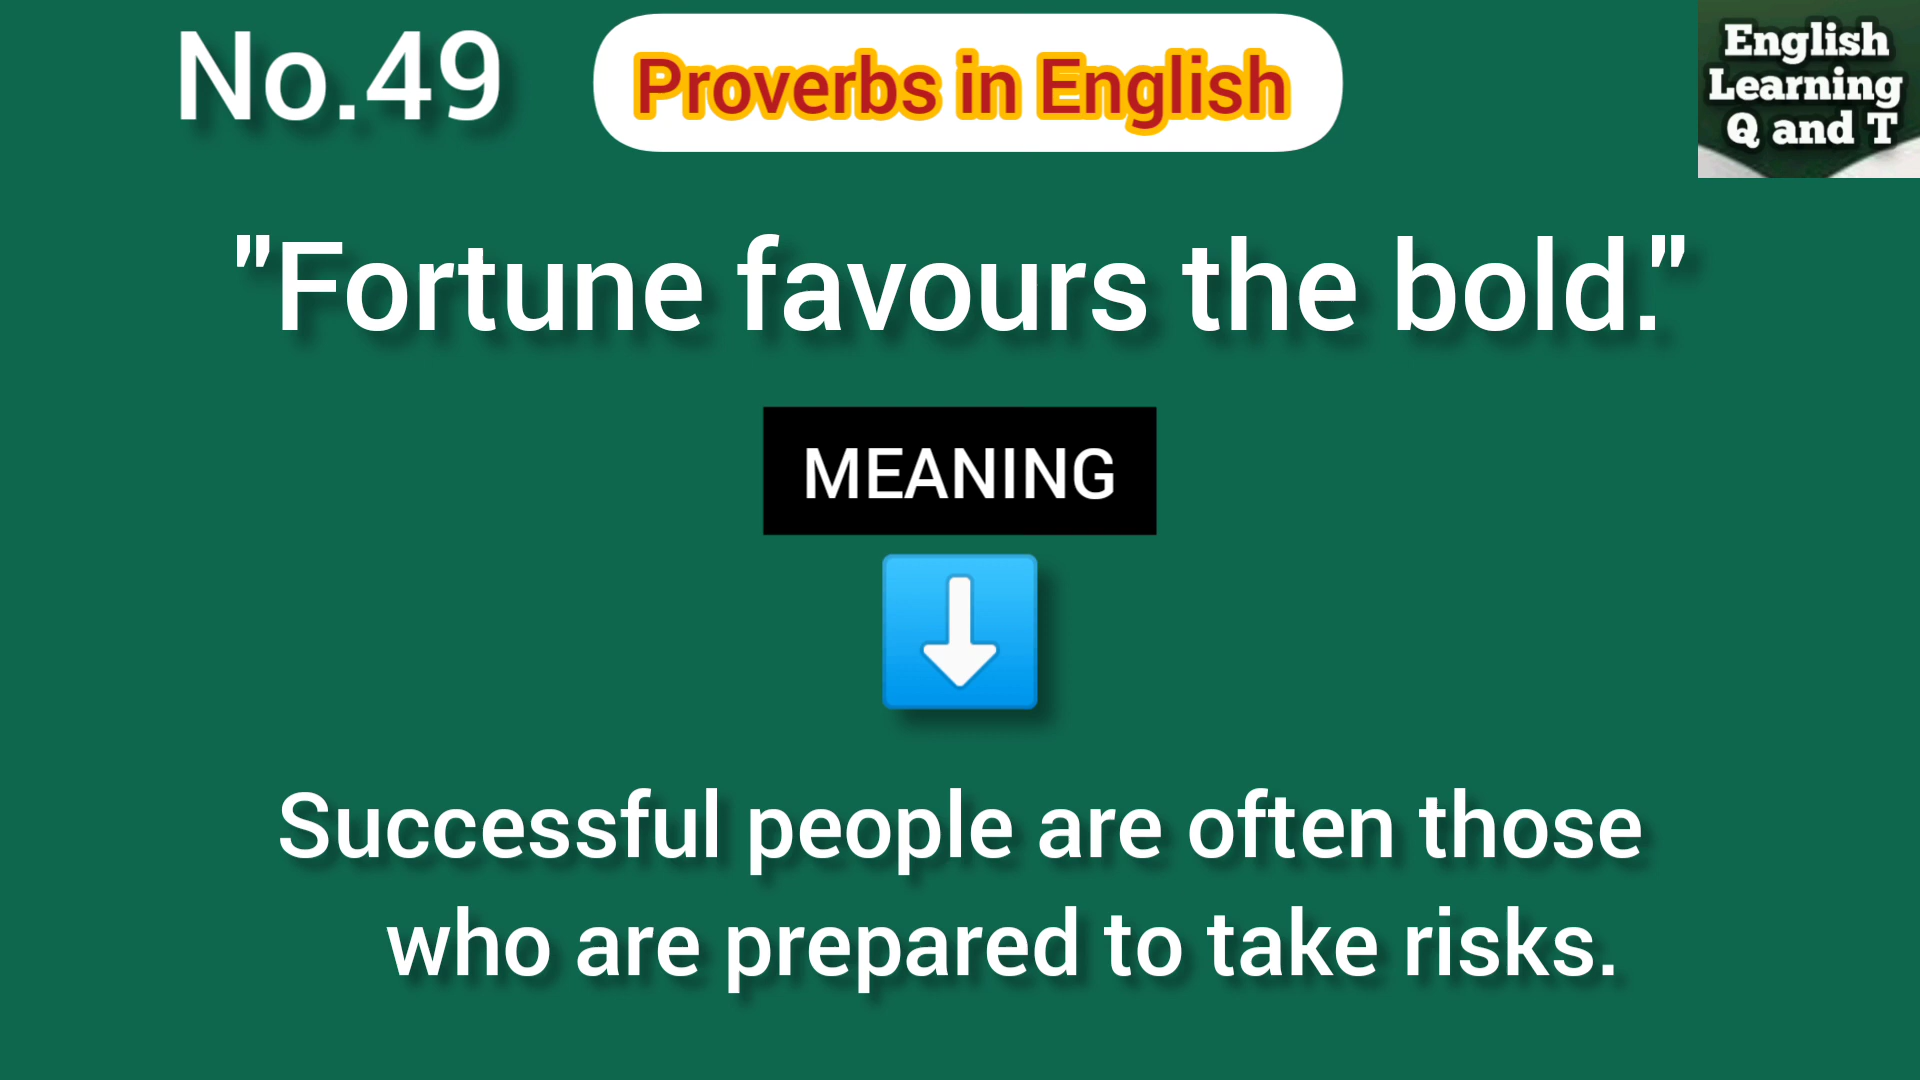 No.49
Proverbs in English
English
Learning
Q and T
"Fortune favours the bold."
MEANING
Successful people are often those
who are prepared to take risks.